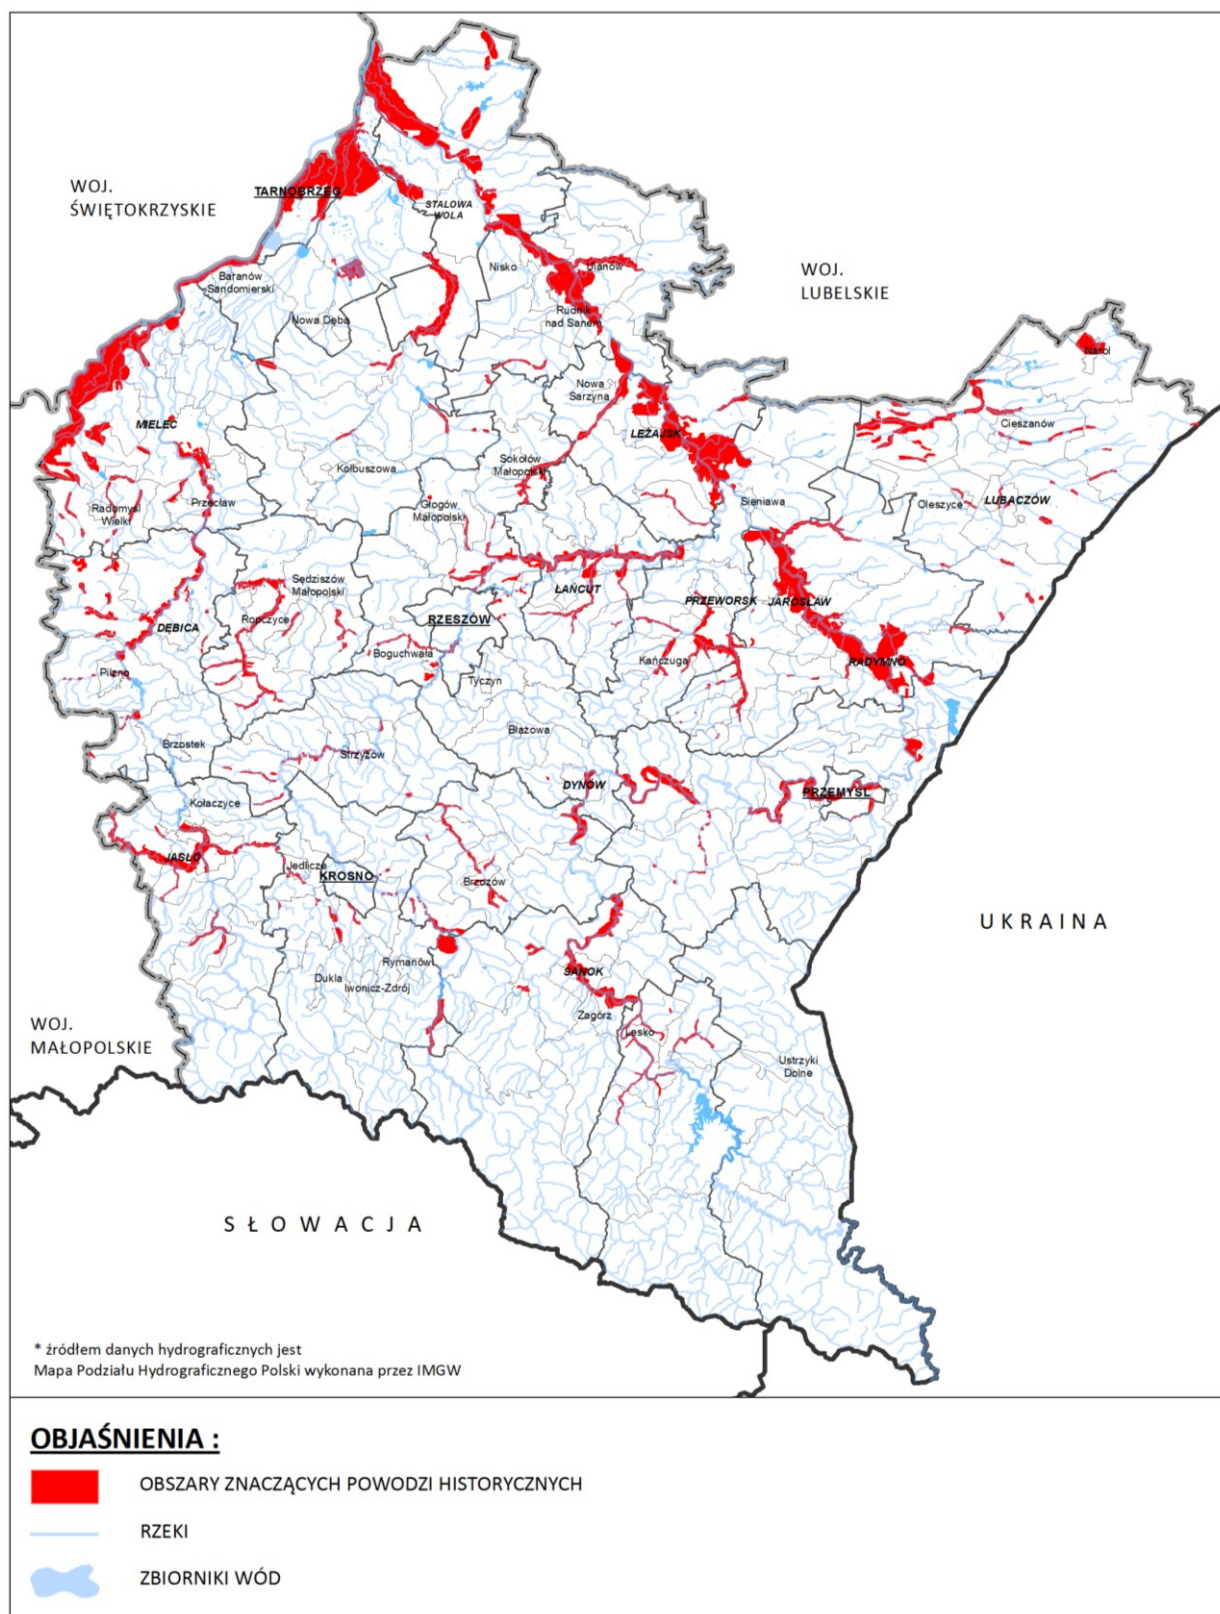 WOJ.
ŚWIĘTOKRZYSKIE
TARNOBRZEG
STALOWA
WOLA
WOJ.
LUBELSKIE
Nisko
Ulanów
Baranów
Sandomierski
Nowa Dęba
Rudnik
nad Sanem
Narol
Nowa
Sarzyna
MIELEC
LEŻAJSK
Cieszanów
Kolbuszowa
Sokołów
Małopolski
Radomyśl
Wielki
Przecław
Głogów
Małopolski
Sieniawa
Oleszyce
LUBACZÓW
Sędziszów
Małopolski
ŁAŃCUT
PRZEWORSK
JAROSŁAW
Ropczyce
RZESZÓW
DĘBICA
Boguchwała
Kańczuga
RADYMNO
Pilzno
Tyczyn
Błażowa
Brzostek
Strzyżów
DYNÓW
PRZEMYŚL
Kołaczyce
JASŁO
Jedlicze
KROSNO
Brzozów
UKRAINA
Rymanów
Dukla
Iwonicz-Zdrój
SANOK
Zagórz
Lesko
WOJ.
MAŁOPOLSKIE
Ustrzyki
Dolne
SŁOWACJA
* źródłem danych hydrograficznych jest
Mapa Podziału Hydrograficznego Polski wykonana przez IMGW
OBJAŚNIENIA :
OBSZARY ZNACZĄCYCH POWODZI HISTORYCZNYCH
RZEKI
ZBIORNIKI WÓD